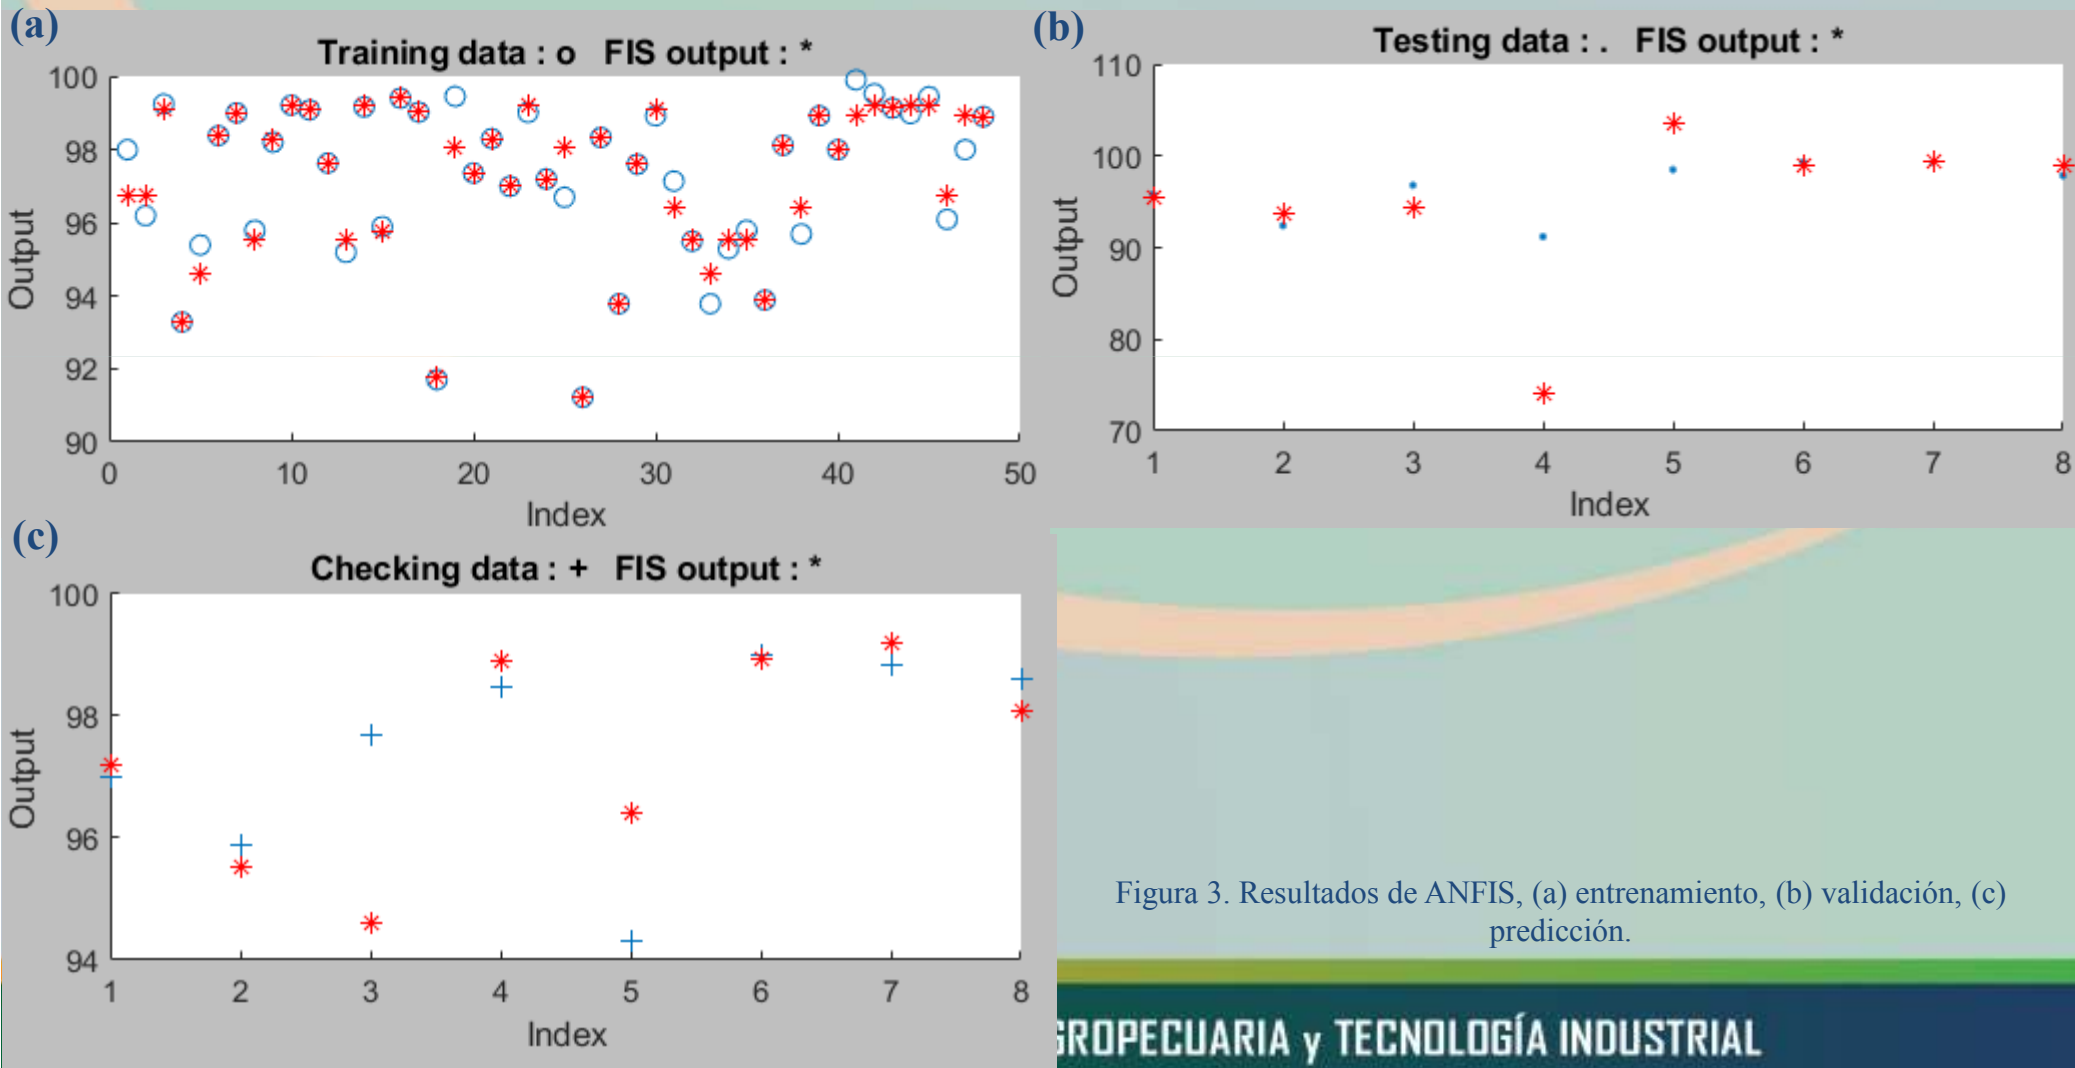 (a)
Training data : o FIS output : *
100
98
96
94
92
90
Output
0 10 20 30 40 50
Index
(b)
Testing data : . FIS output : *
110
100
90
80
70
Output
1 2 3 4 5 6 7 8
Index
(c)
Checking data : + FIS output : *
100
98
96
94
Output
1 2 3 4 5 6 7 8
Index
Figura 3. Resultados de ANFIS, (a) entrenamiento, (b) validación, (c)
predicción.
GROPECUARIA y TECNOLOGÍA INDUSTRIAL